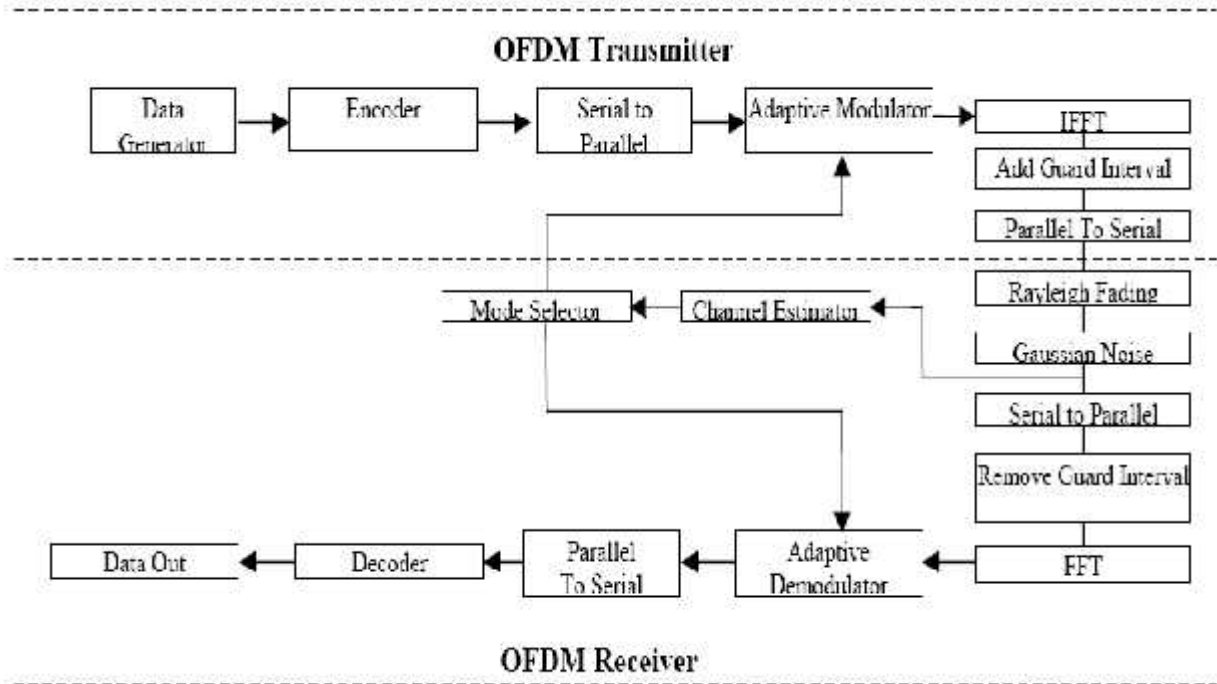 OFDM Transmitter
Data
Generator
Encoder
Serial to
Parallel
Adaptive Modulator
IFFT
Add Guard Interval
Parallel To Serial
Rayleigh Fading
Mode Selector
Channel Estimator
Gaussian Noise
Serial to Parallel
Remove Guard Interval
Data Out
Decoder
Parallel
To Serial
Adaptive
Demodulator
FFT
OFDM Receiver